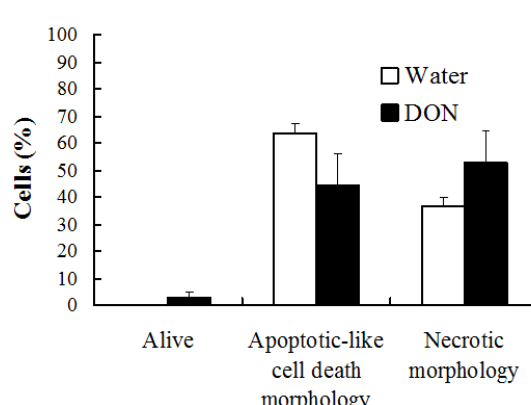 100
90
80
70
60
50
40
30
20
10
0
Cells (%)
Water
DON
Alive
Apoptotic-like
cell death
morphology
Necrotic
morphology